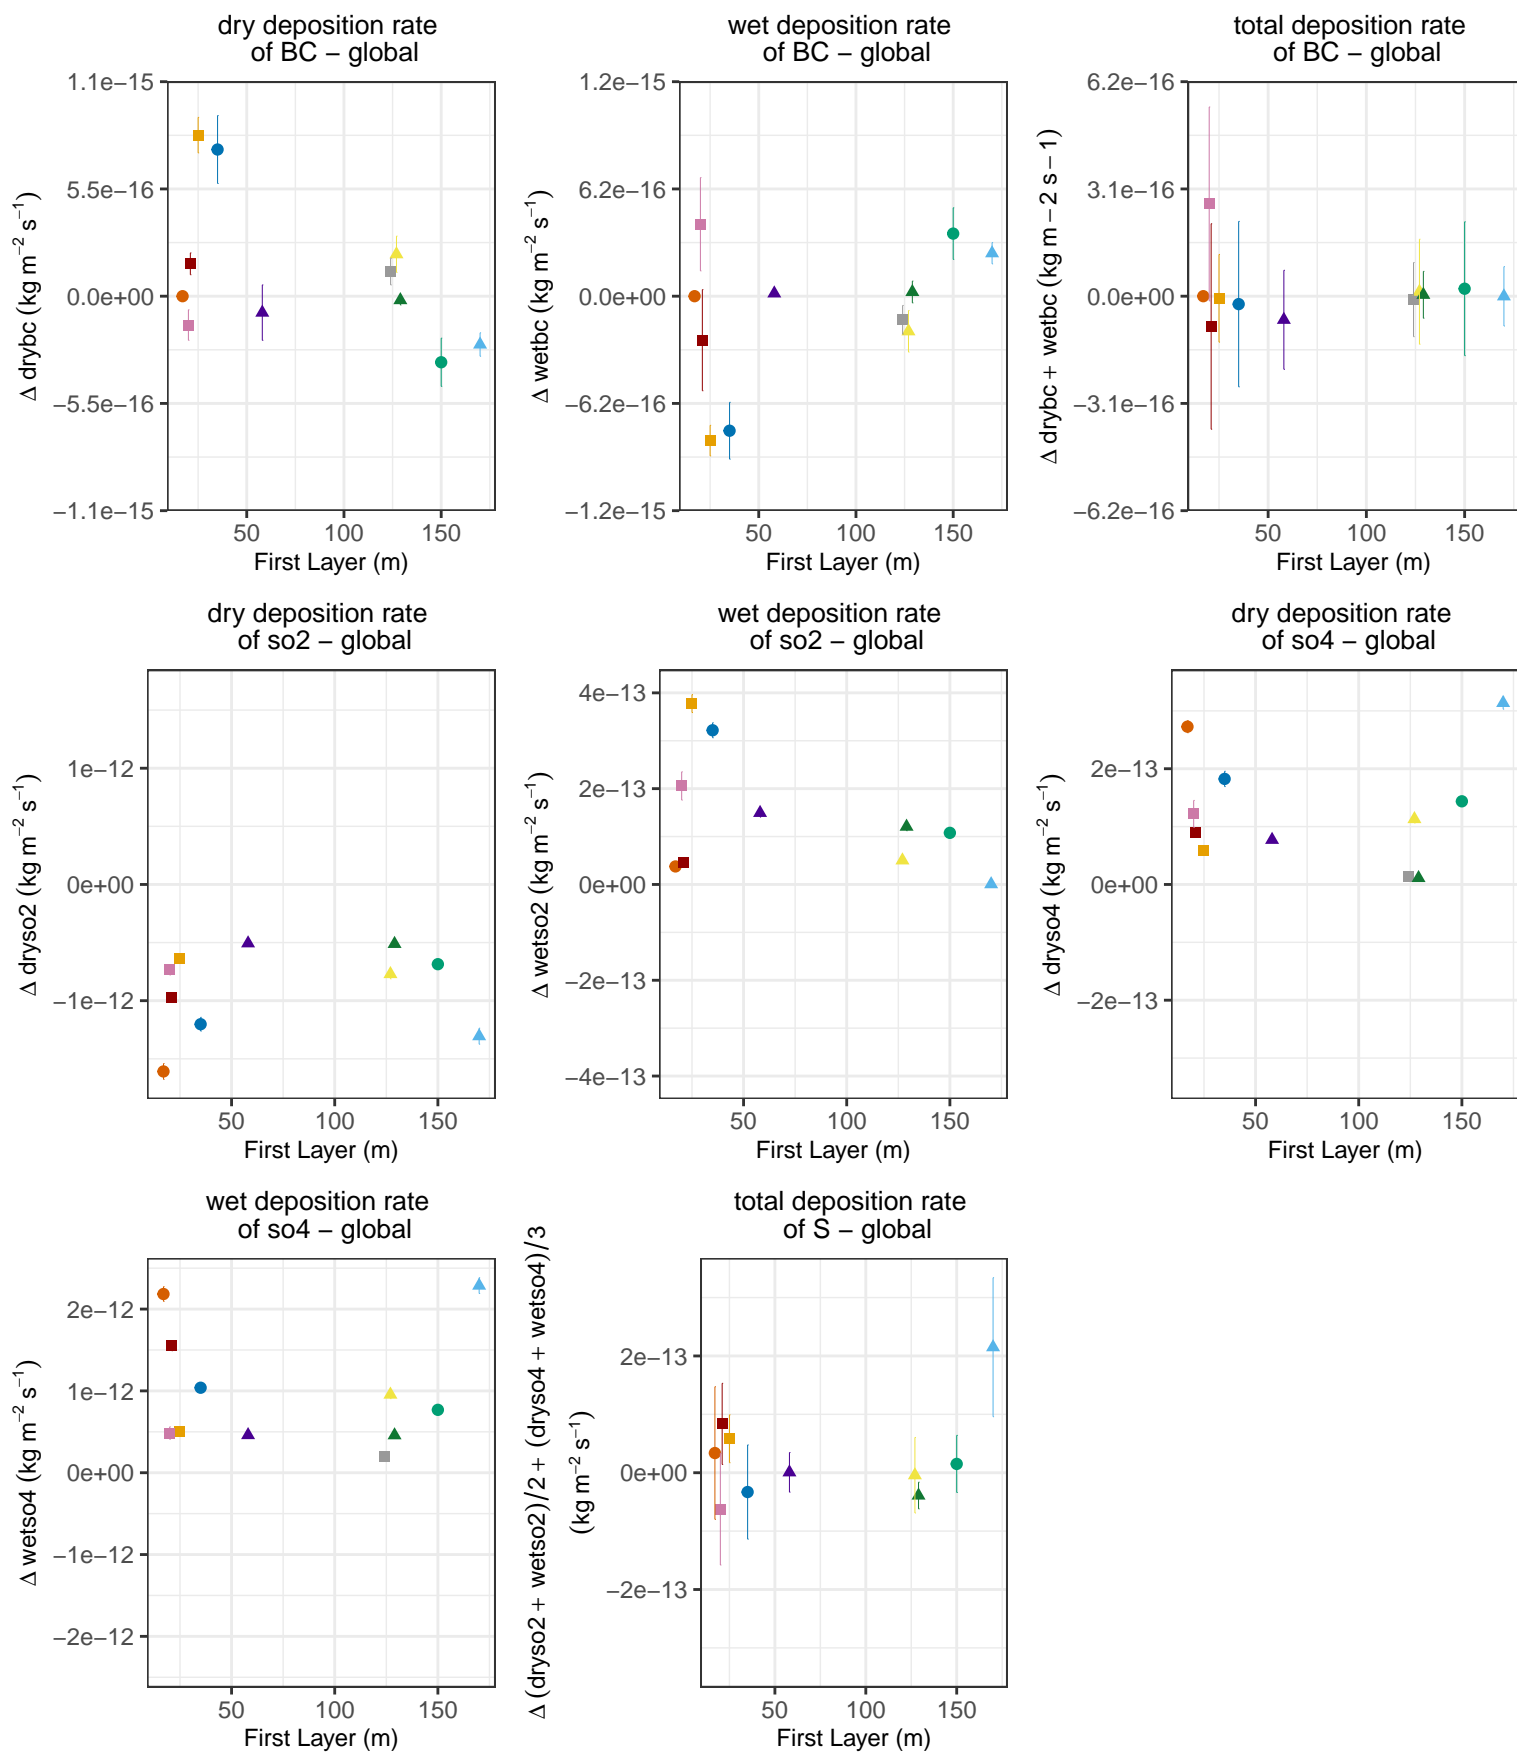 dry deposition rate
of BC – global
Δ drybc (kg m⁻² s⁻¹)
1.1e−15
5.5e−16
0.0e+00
−5.5e−16
−1.1e−15
50 100 150
First Layer (m)
wet deposition rate
of BC – global
Δ wetbc (kg m⁻² s⁻¹)
1.2e−15
6.2e−16
0.0e+00
−6.2e−16
−1.2e−15
50 100 150
First Layer (m)
total deposition rate
of BC – global
Δ drybc + wetbc (kg m − 2 s − 1)
6.2e−16
3.1e−16
0.0e+00
−3.1e−16
−6.2e−16
50 100 150
First Layer (m)
dry deposition rate
of so2 – global
Δ dryso2 (kg m⁻² s⁻¹)
1e−12
0e+00
−1e−12
50 100 150
First Layer (m)
wet deposition rate
of so2 – global
Δ wetso2 (kg m⁻² s⁻¹)
4e−13
2e−13
0e+00
−2e−13
−4e−13
50 100 150
First Layer (m)
dry deposition rate
of so4 – global
Δ dryso4 (kg m⁻² s⁻¹)
2e−13
0e+00
−2e−13
50 100 150
First Layer (m)
wet deposition rate
of so4 – global
Δ wetso4 (kg m⁻² s⁻¹)
2e−12
1e−12
0e+00
−1e−12
−2e−12
50 100 150
First Layer (m)
total deposition rate
of S – global
Δ (dryso2 + wetso2)/2 + (dryso4 + wetso4)/3
(kg m⁻² s⁻¹)
2e−13
0e+00
−2e−13
50 100 150
First Layer (m)